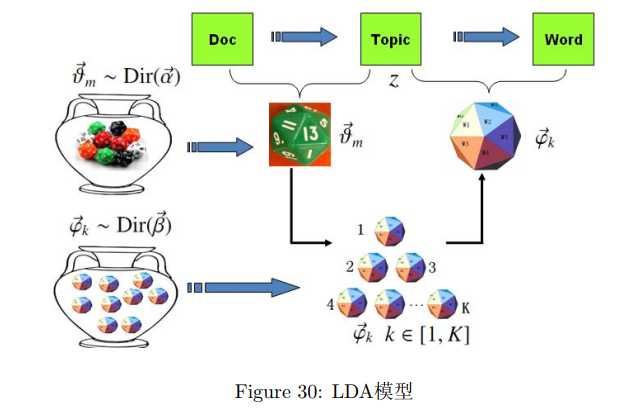 Doc Topic Word
z
$\vec{\vartheta}_m \sim \mathrm{Dir}(\vec{\alpha})$
11 13 9. 1
$\vec{\vartheta}_m$
W1 W2 W3 W4 W5
$\vec{\varphi}_k$
$\vec{\varphi}_k \sim \mathrm{Dir}(\vec{\beta})$
1
2 3
4 ... K
$\vec{\varphi}_k \ k \in [1, K]$
Figure 30: LDA模型